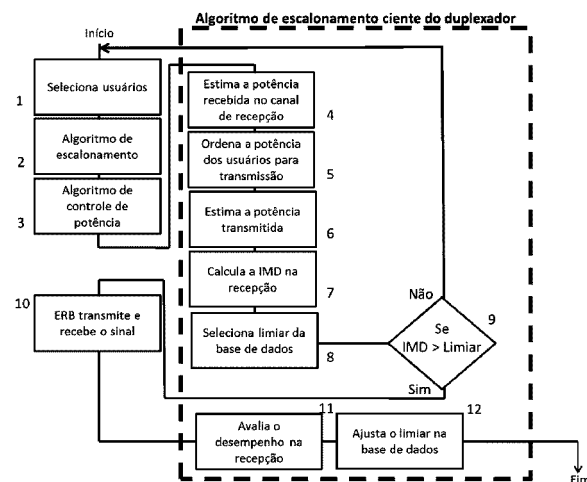 Algoritmo de escalonamento ciente do duplexador
Início
Seleciona usuários
1
Algoritmo de
escalonamento
2
Algoritmo de
controle de
potência
3
Estima a potência
recebida no canal
de recepção
4
Ordena a potência
dos usuários para
transmissão
5
Estima a potência
transmitida
6
Calcula a IMD na
recepção
7
Seleciona limiar da
base de dados
8
Não
9
Se
IMD > Limiar
Sim
10
ERB transmite e
recebe o sinal
11
Avalia o
desempenho na
recepção
12
Ajusta o limiar na
base de dados
Fim